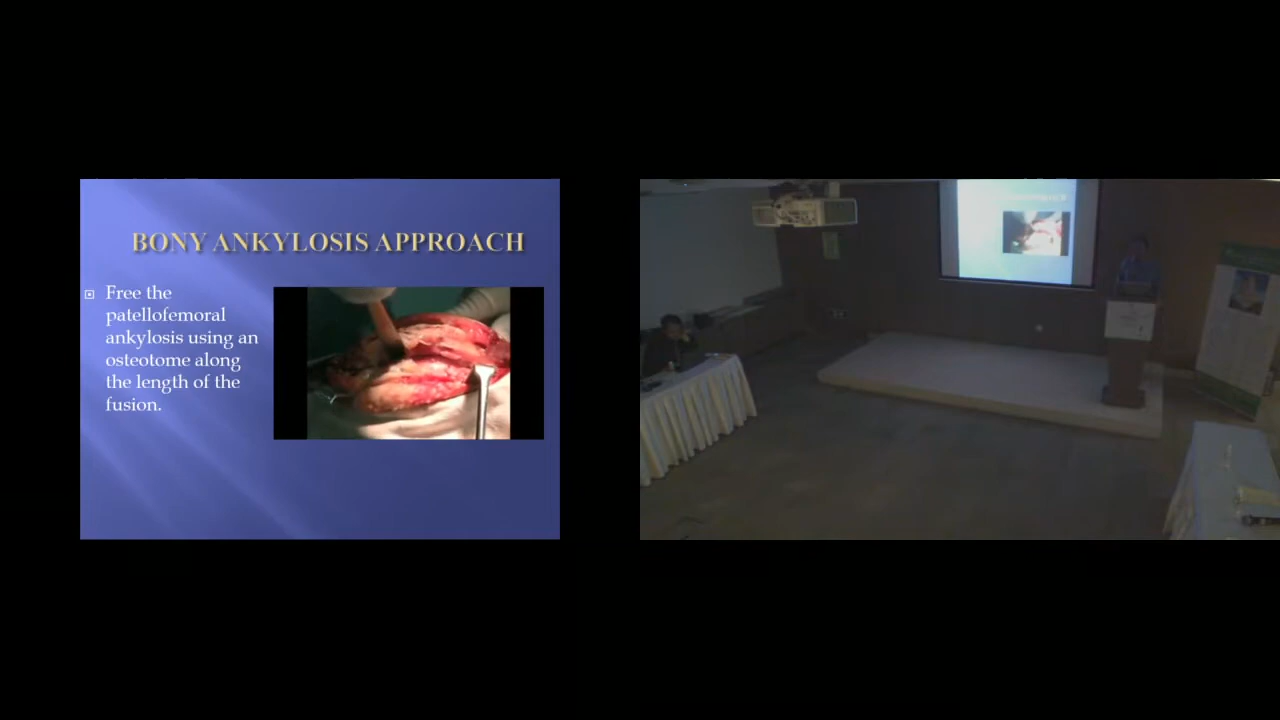 BONY ANKYLOSIS APPROACH
Free the
patellofemoral
ankylosis using an
osteotome along
the length of the
fusion.